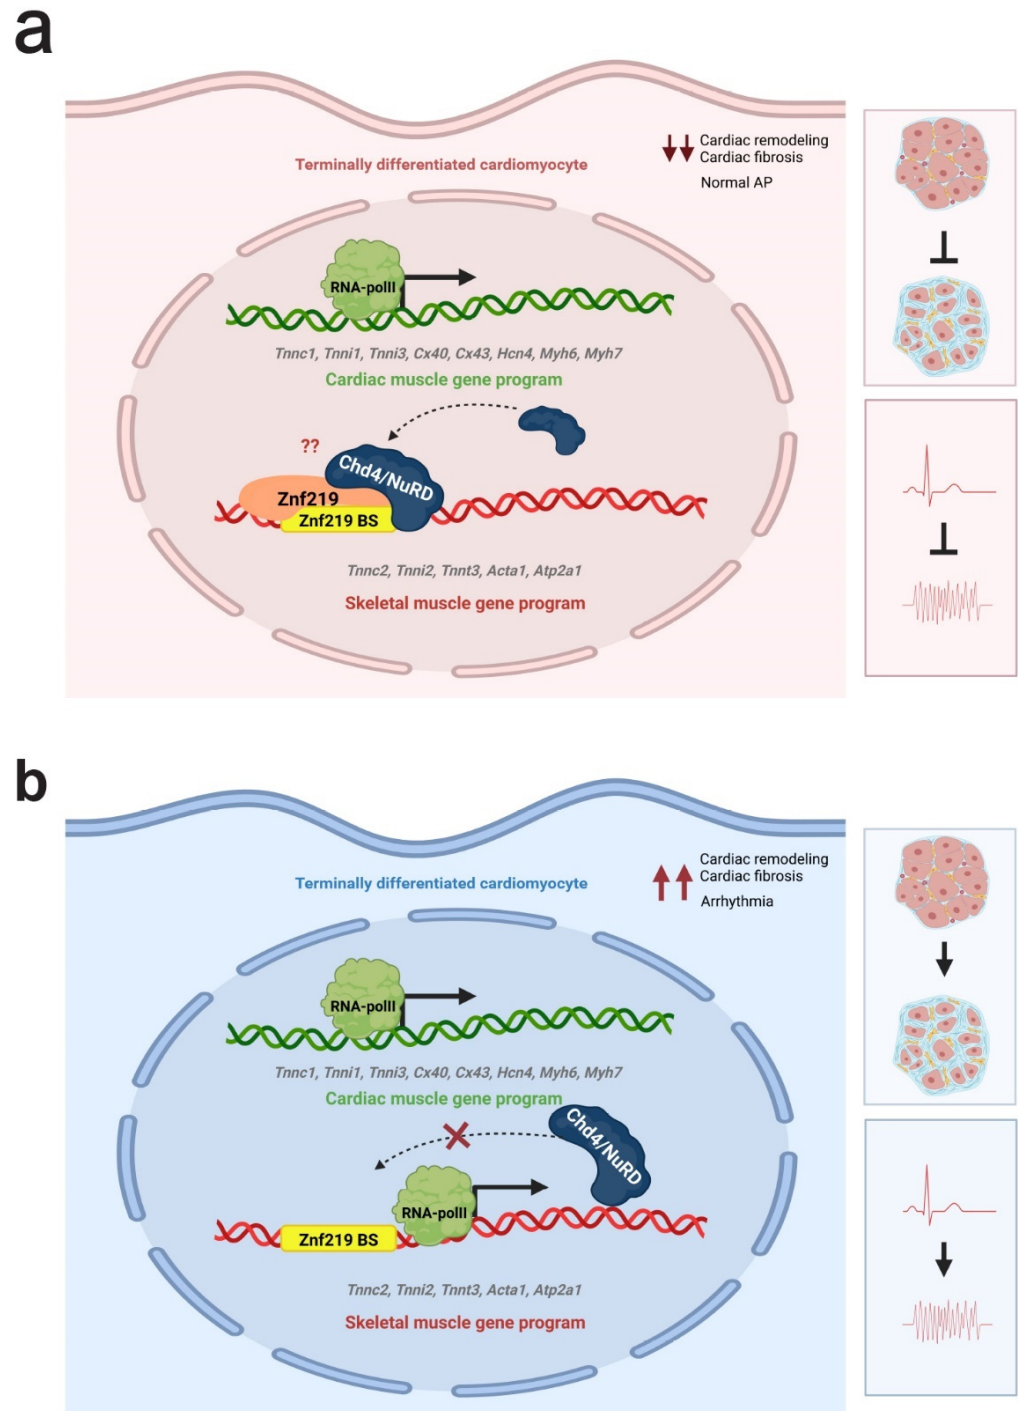 a
Terminally differentiated cardiomyocyte
Cardiac remodeling
Cardiac fibrosis
Normal AP
RNA-polII
Tnnc1, Tnni1, Tnni3, Cx40, Cx43, Hcn4, Myh6, Myh7
Cardiac muscle gene program
??
Chd4/NuRD
Znf219
Znf219 BS
Tnnc2, Tnni2, Tnnt3, Acta1, Atp2a1
Skeletal muscle gene program
b
Terminally differentiated cardiomyocyte
Cardiac remodeling
Cardiac fibrosis
Arrhythmia
RNA-polII
Tnnc1, Tnni1, Tnni3, Cx40, Cx43, Hcn4, Myh6, Myh7
Cardiac muscle gene program
Chd4/NuRD
RNA-polII
Znf219 BS
Tnnc2, Tnni2, Tnnt3, Acta1, Atp2a1
Skeletal muscle gene program